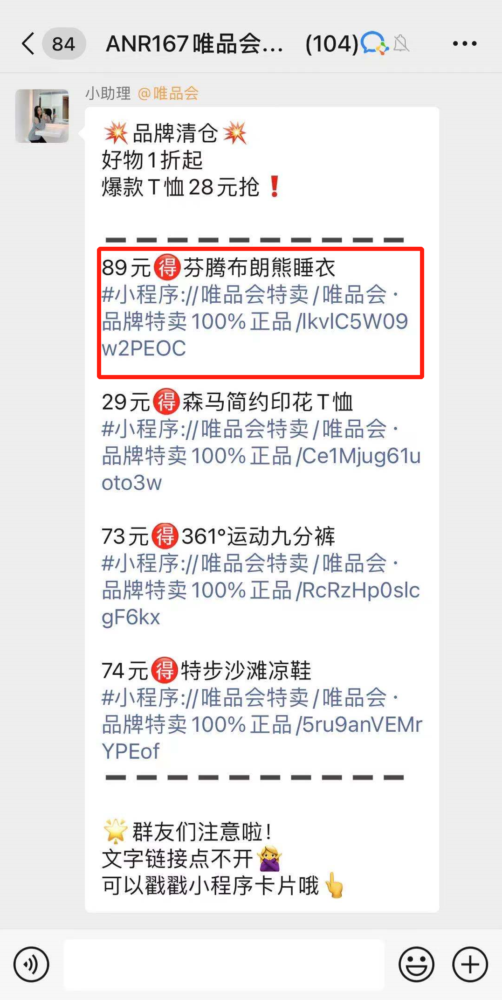 84
ANR167唯品会... (104)
小助理 @唯品会
💥品牌清仓💥
好物1折起
爆款T恤28元抢❗
89元🉐芬腾布朗熊睡衣
#小程序://唯品会特卖/唯品会·
品牌特卖100%正品/lkvlC5W09
w2PEOC
29元🉐森马简约印花T恤
#小程序://唯品会特卖/唯品会·
品牌特卖100%正品/Ce1Mjug61u
oto3w
73元🉐361°运动九分裤
#小程序://唯品会特卖/唯品会·
品牌特卖100%正品/RcRzHp0slc
gF6kx
74元🉐特步沙滩凉鞋
#小程序://唯品会特卖/唯品会·
品牌特卖100%正品/5ru9anVEMr
YPEof
🌟群友们注意啦！
文字链接点不开🙅‍♀️
可以戳戳小程序卡片哦👆